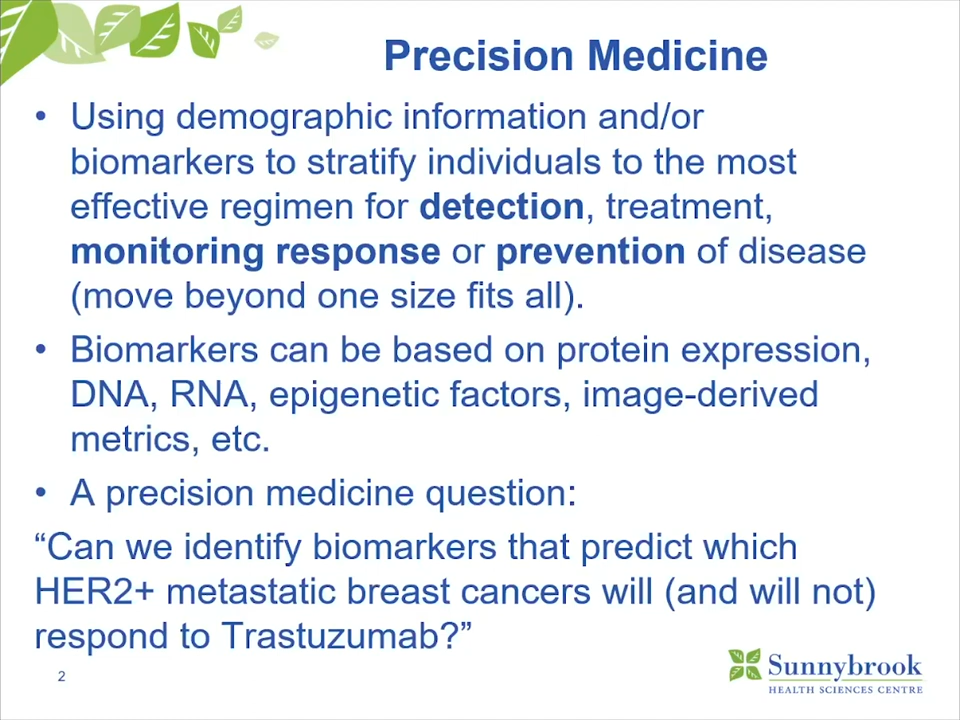 Precision Medicine
• Using demographic information and/or
biomarkers to stratify individuals to the most
effective regimen for detection, treatment,
monitoring response or prevention of disease
(move beyond one size fits all).
• Biomarkers can be based on protein expression,
DNA, RNA, epigenetic factors, image-derived
metrics, etc.
• A precision medicine question:
“Can we identify biomarkers that predict which
HER2+ metastatic breast cancers will (and will not)
respond to Trastuzumab?”
2
Sunnybrook
HEALTH SCIENCES CENTRE